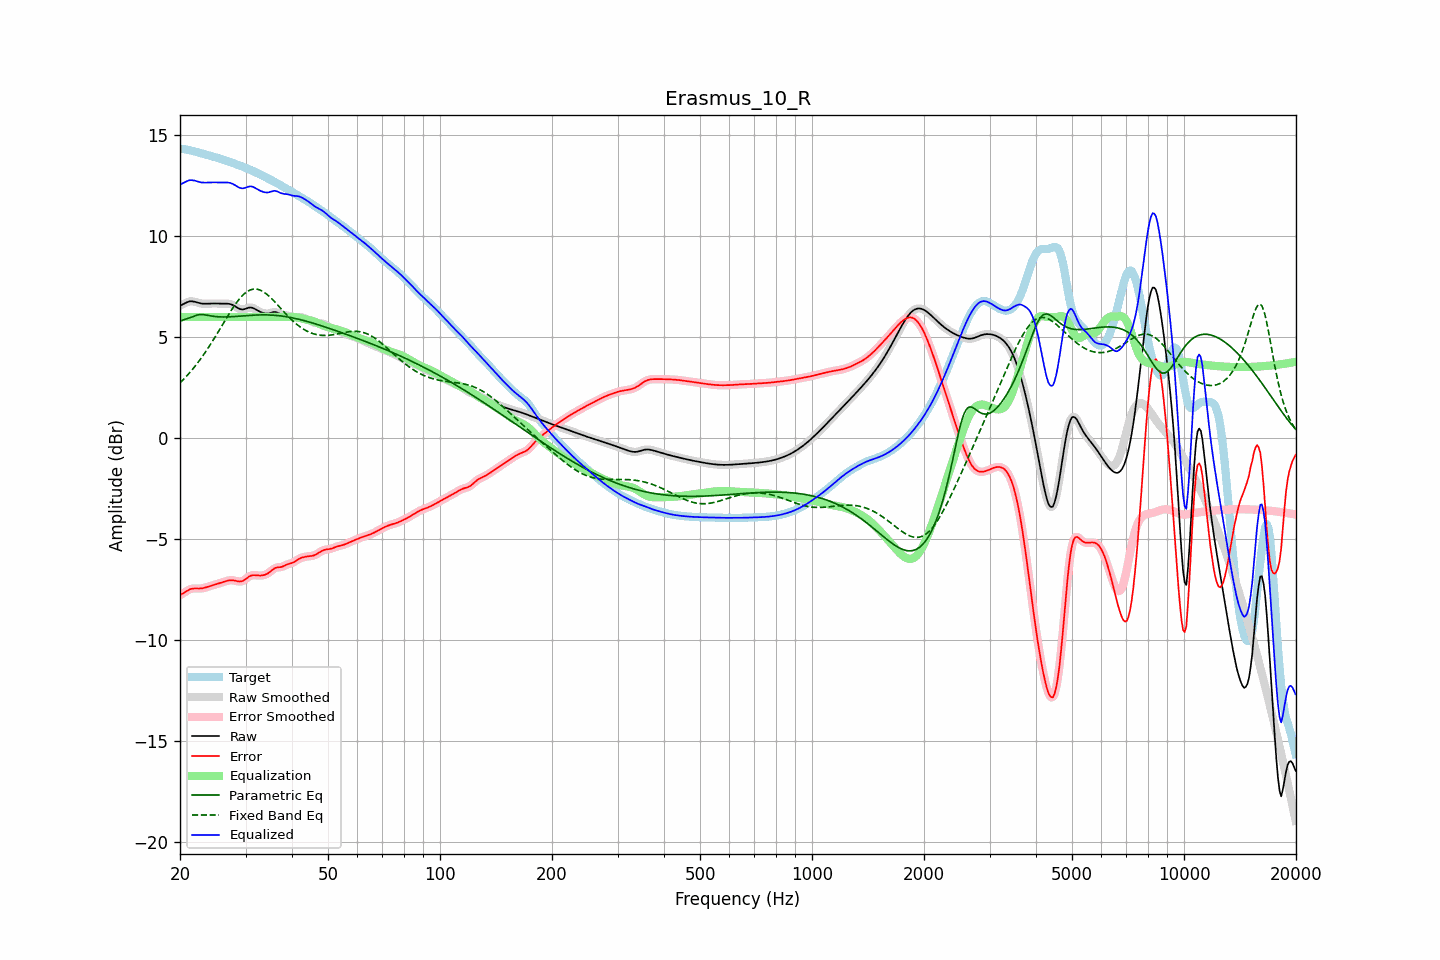 Erasmus_10_R
15
10
5
0
−5
−10
−15
−20
Amplitude (dBr)
Target
Raw Smoothed
Error Smoothed
Raw
Error
Equalization
Parametric Eq
Fixed Band Eq
Equalized
20 50 100 200 500 1000 2000 5000 10000 20000
Frequency (Hz)